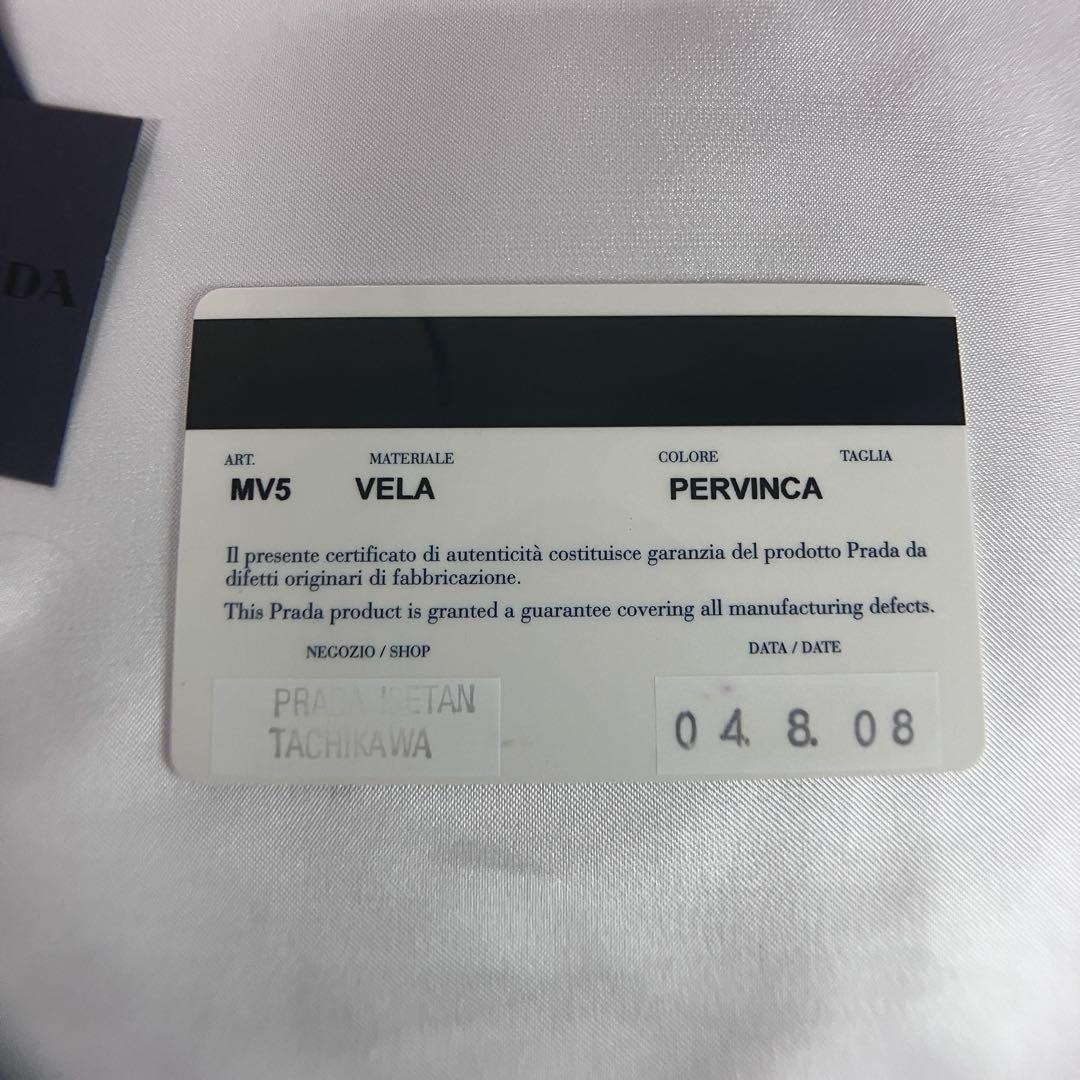 DA
ART. MATERIALE COLORE TAGLIA
MV5 VELA PERVINCA
Il presente certificato di autenticità costituisce garanzia del prodotto Prada da
difetti originari di fabbricazione.
This Prada product is granted a guarantee covering all manufacturing defects.
NEGOZIO / SHOP DATA / DATE
PRADA ISETAN
TACHIKAWA
04. 8. 08